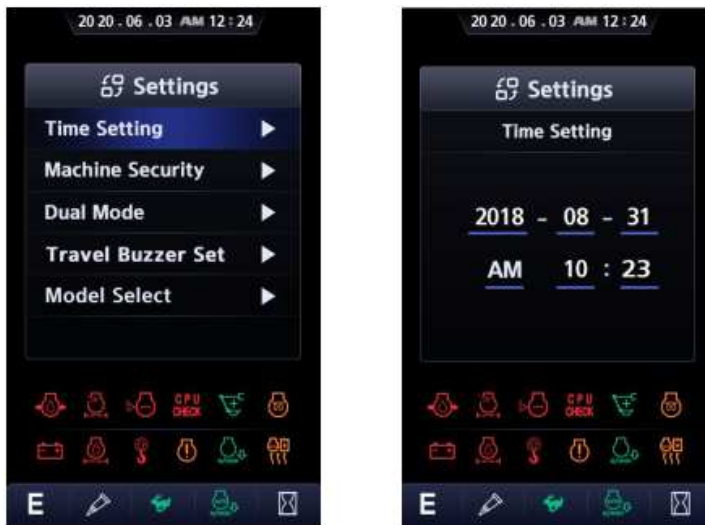 2020.06.03 AM 12:24
Settings
Time Setting
Machine Security
Dual Mode
Travel Buzzer Set
Model Select
CPU
CHECK
E
2020.06.03 AM 12:24
Settings
Time Setting
2018 - 08 - 31
AM 10 : 23
CPU
CHECK
E